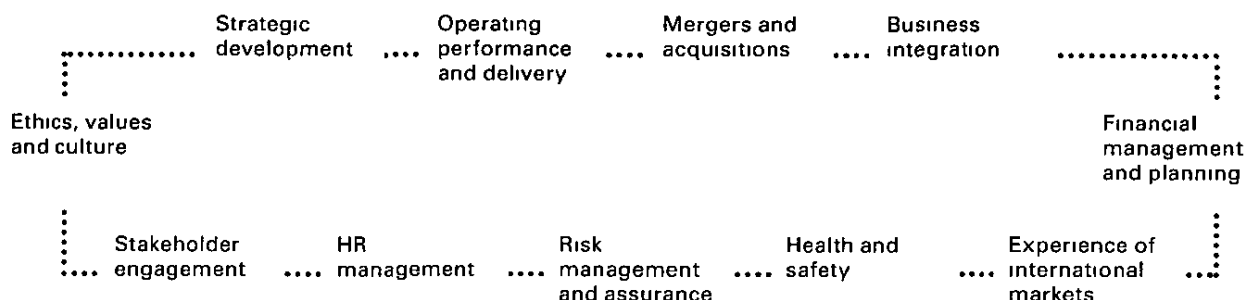 Strategic
development
Operating
performance
and delivery
Mergers and
acquisitions
Business
integration
Ethics, values
and culture
Financial
management
and planning
Stakeholder
engagement
HR
management
Risk
management
and assurance
Health and
safety
Experience of
international
markets